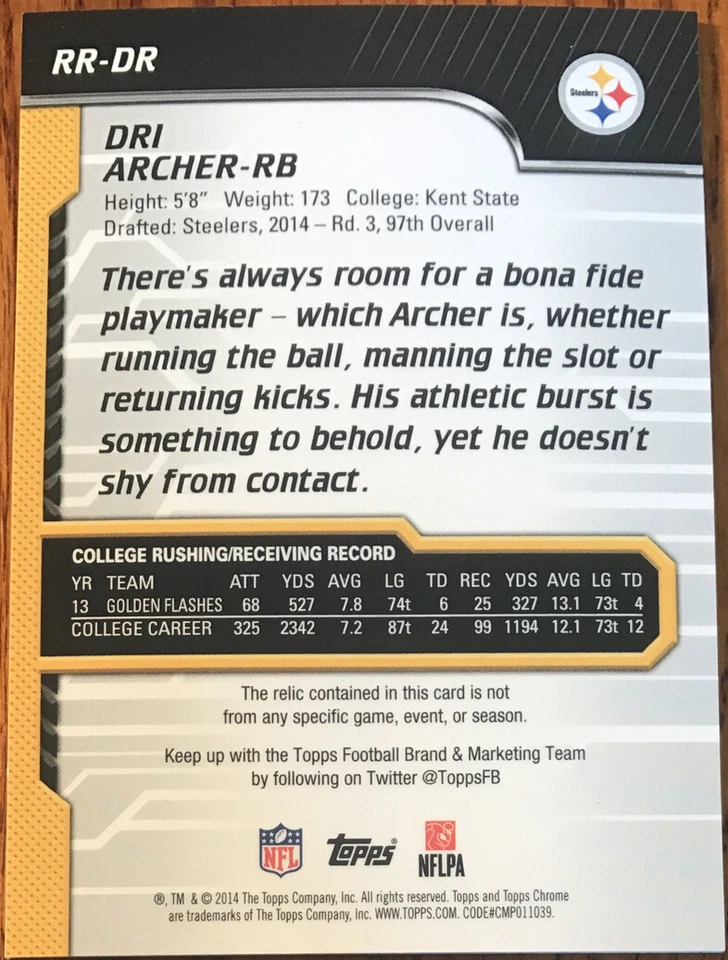 RR-DR
Steelers
DRI
ARCHER-RB
Height: 5'8" Weight: 173 College: Kent State
Drafted: Steelers, 2014 – Rd. 3, 97th Overall
There's always room for a bona fide
playmaker – which Archer is, whether
running the ball, manning the slot or
returning kicks. His athletic burst is
something to behold, yet he doesn't
shy from contact.
COLLEGE RUSHING/RECEIVING RECORD
YR TEAM ATT YDS AVG LG TD REC YDS AVG LG TD
13 GOLDEN FLASHES 68 527 7.8 74t 6 25 327 13.1 73t 4
COLLEGE CAREER 325 2342 7.2 87t 24 99 1194 12.1 73t 12
The relic contained in this card is not
from any specific game, event, or season.
Keep up with the Topps Football Brand & Marketing Team
by following on Twitter @ToppsFB
NFL
Topps®
NFLPA
®, TM & © 2014 The Topps Company, Inc. All rights reserved. Topps and Topps Chrome
are trademarks of The Topps Company, Inc. WWW.TOPPS.COM. CODE#CMP011039.